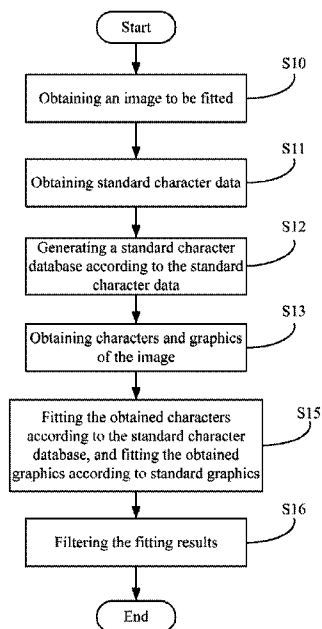 Start
S10
Obtaining an image to be fitted
S11
Obtaining standard character data
S12
Generating a standard character
database according to the standard
character data
S13
Obtaining characters and graphics
of the image
S15
Fitting the obtained characters
according to the standard character
database, and fitting the obtained
graphics according to standard graphics
S16
Filtering the fitting results
End